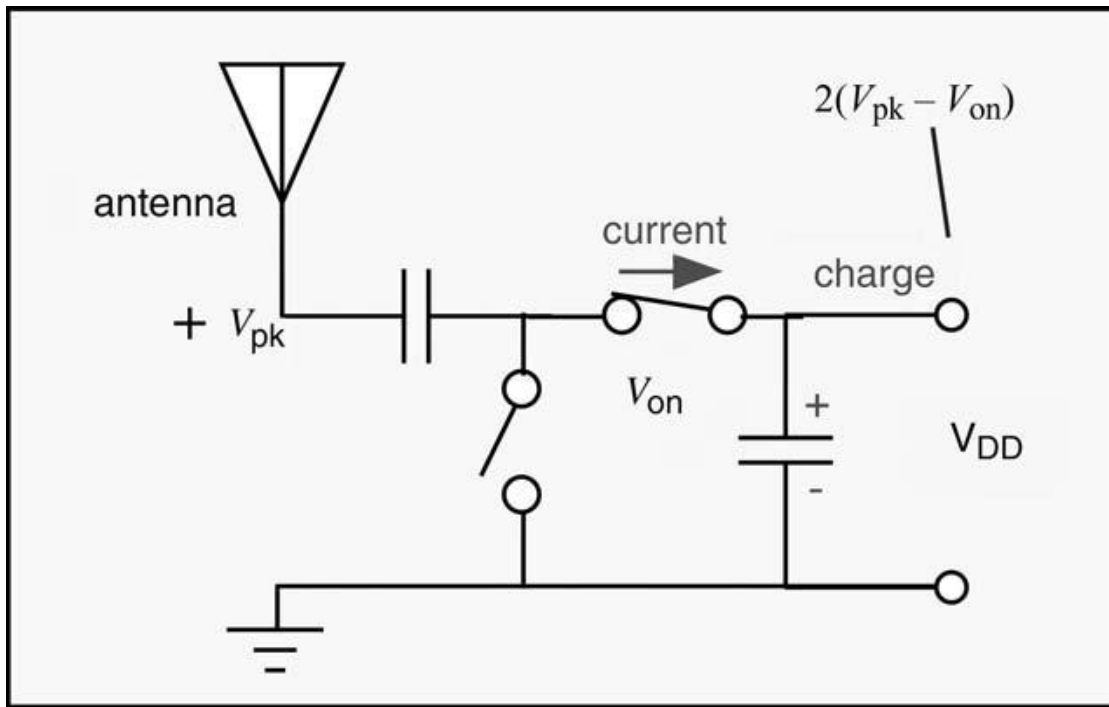 2(Vpk – Von)
antenna
current
charge
+ Vpk
Von
+
VDD
-